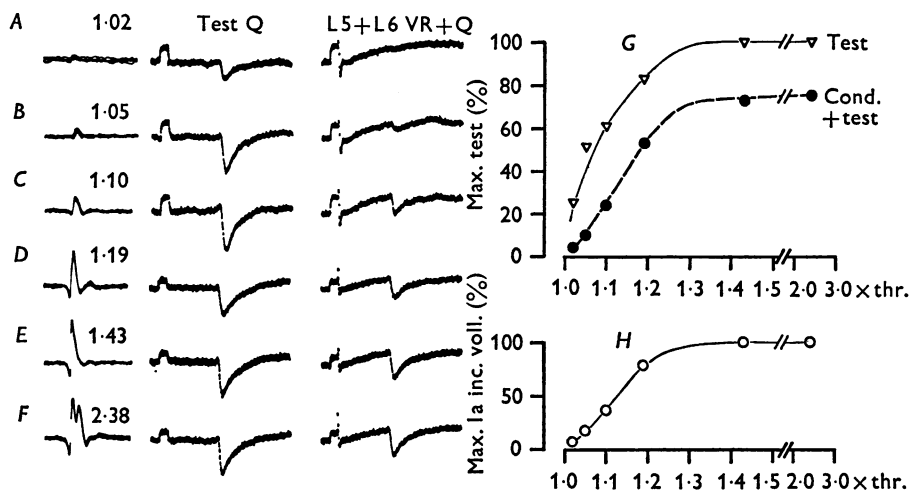 A 1·02 Test Q L5+L6 VR+Q
B 1·05
C 1·10
D 1·19
E 1·43
F 2·38
G
Max. test (%)
100
80
60
40
20
0
Test
Cond.
+test
1·0 1·1 1·2 1·3 1·4 1·5 2·0 3·0 × thr.
H
Max. Ia inc. voll. (%)
100
50
0
1·0 1·1 1·2 1·3 1·4 1·5 2·0 3·0 × thr.